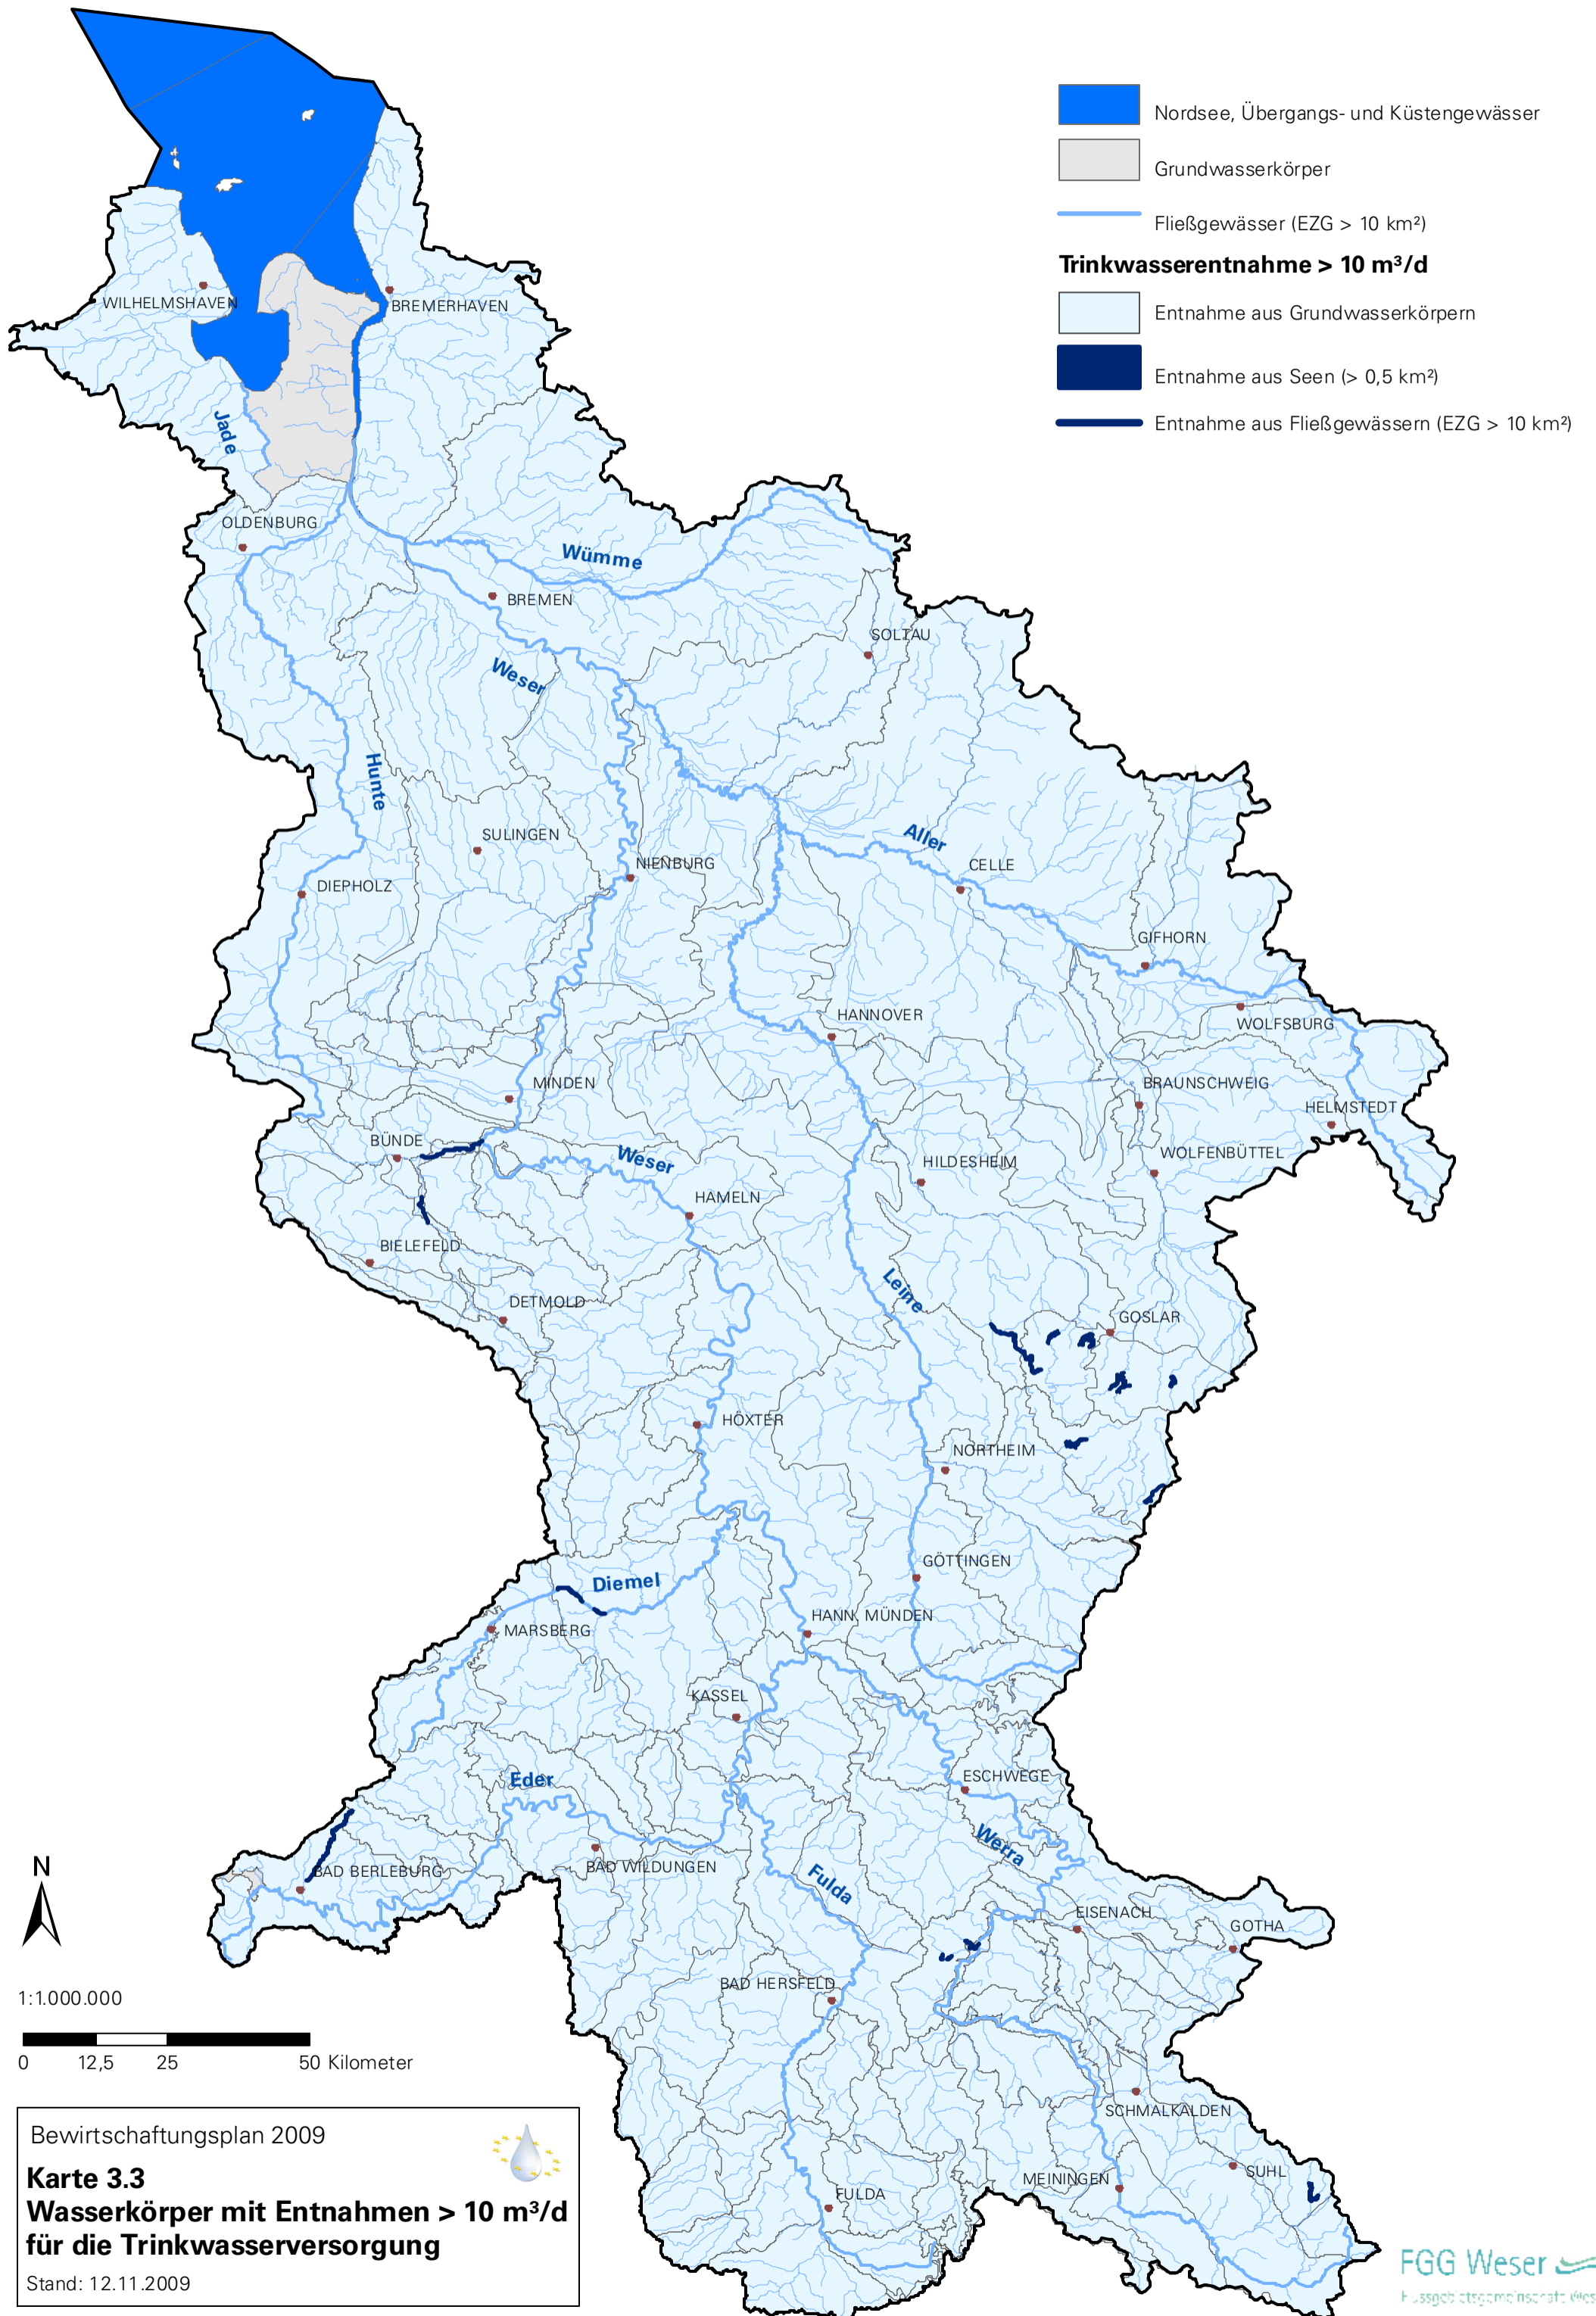 Nordsee, Übergangs- und Küstengewässer
Grundwasserkörper
Fließgewässer (EZG > 10 km²)
Trinkwasserentnahme > 10 m³/d
Entnahme aus Grundwasserkörpern
Entnahme aus Seen (> 0,5 km²)
Entnahme aus Fließgewässern (EZG > 10 km²)
WILHELMSHAVEN
BREMERHAVEN
Jade
OLDENBURG
Wümme
BREMEN
SOLTAU
Weser
Hunte
SULINGEN
NIENBURG
Aller
CELLE
DIEPHOLZ
GIFHORN
HANNOVER
WOLFSBURG
MINDEN
BRAUNSCHWEIG
HELMSTEDT
BÜNDE
Weser
HILDESHEIM
WOLFENBÜTTEL
HAMELN
BIELEFELD
Leine
DETMOLD
GOSLAR
HÖXTER
NORTHEIM
GÖTTINGEN
Diemel
HANN. MÜNDEN
MARSBERG
KASSEL
Eder
ESCHWEGE
Werra
BAD BERLEBURG
BAD WILDUNGEN
Fulda
EISENACH
GOTHA
BAD HERSFELD
SCHMALKALDEN
SUHL
MEININGEN
FULDA
N
1:1.000.000
0 12,5 25 50 Kilometer
Bewirtschaftungsplan 2009
Karte 3.3
Wasserkörper mit Entnahmen > 10 m³/d
für die Trinkwasserversorgung
Stand: 12.11.2009
FGG Weser